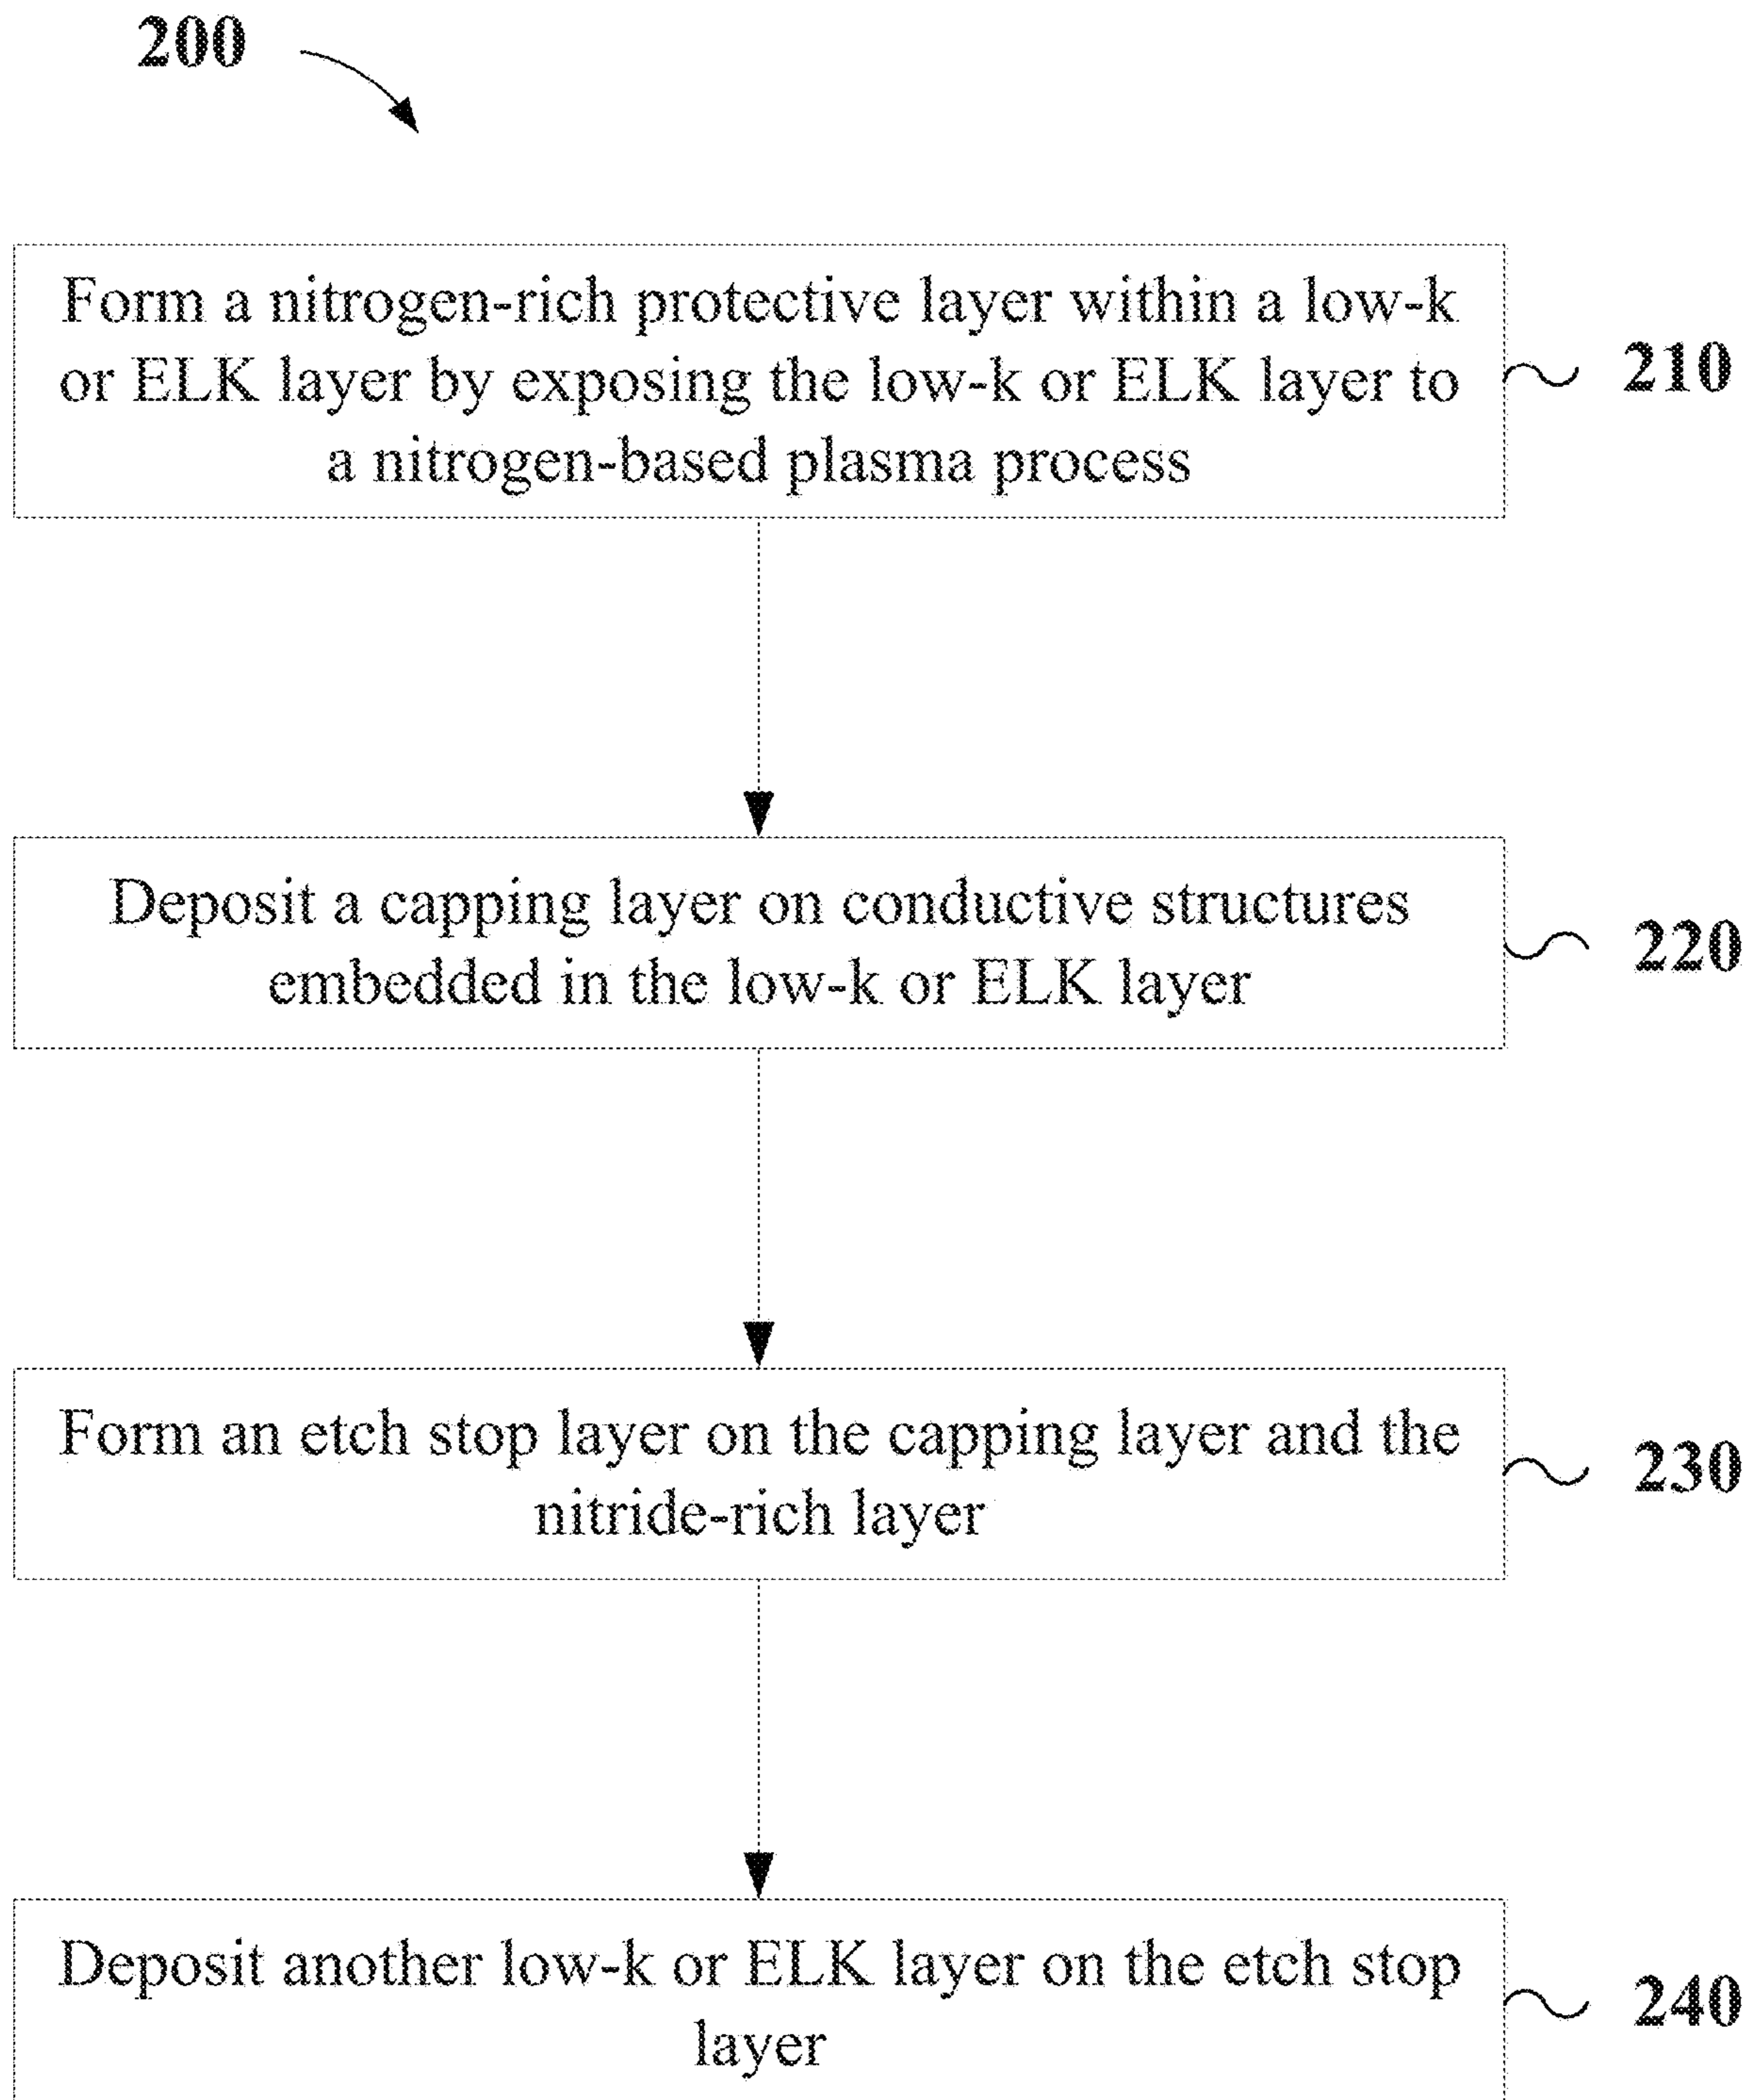 200
Form a nitrogen-rich protective layer within a low-k
or ELK layer by exposing the low-k or ELK layer to
a nitrogen-based plasma process
210
Deposit a capping layer on conductive structures
embedded in the low-k or ELK layer
220
Form an etch stop layer on the capping layer and the
nitride-rich layer
230
Deposit another low-k or ELK layer on the etch stop
layer
240